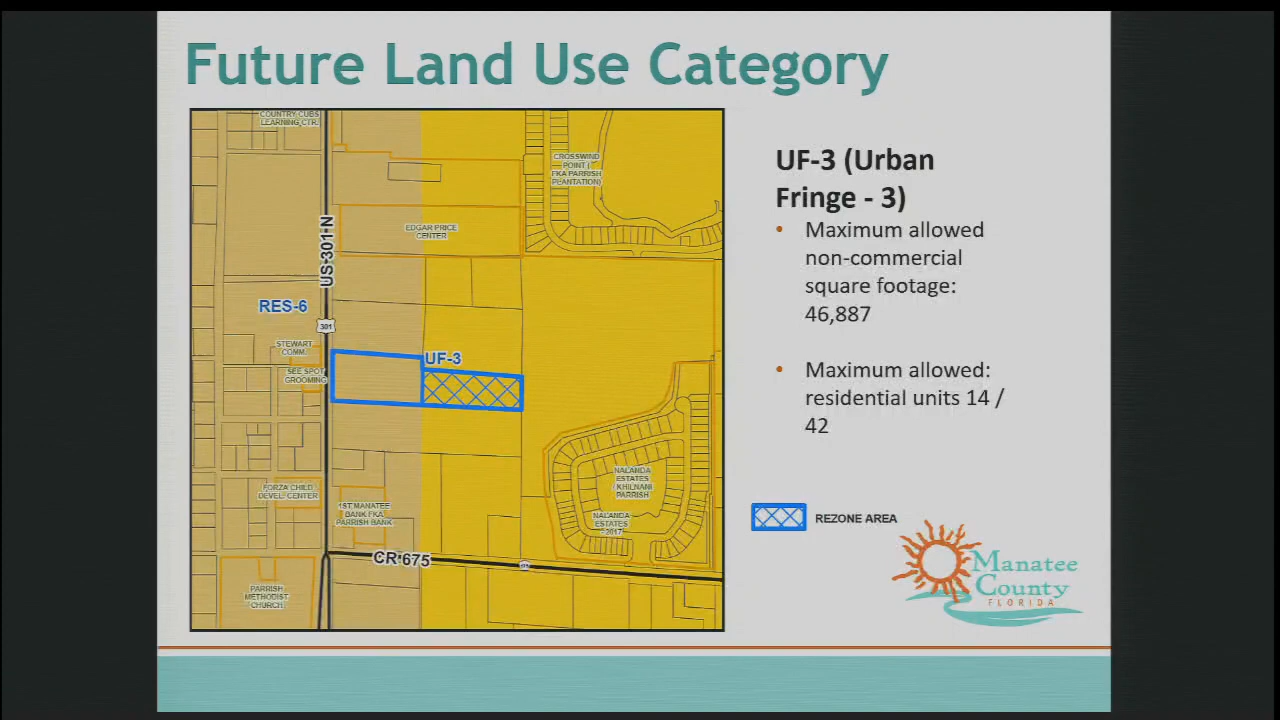 Future Land Use Category
COUNTRY CUBS
LEARNING CTR.
CROSSWIND
POINT (
FKA PARRISH
PLANTATION)
EDGAR PRICE
CENTER
US-301 N
RES-6
301
STEWART
COMM.
UF-3
SEE SPOT
GROOMING
NALANDA
ESTATES
/ KHILNANI
PARRISH
FORZA CHILD
DEVEL. CENTER
1ST MANATEE
BANK FKA
PARRISH BANK
NALANDA
ESTATES
- 2017
CR 675
675
PARRISH
METHODIST
CHURCH
UF-3 (Urban
Fringe - 3)
• Maximum allowed
non-commercial
square footage:
46,887
• Maximum allowed:
residential units 14 /
42
REZONE AREA
Manatee
County
FLORIDA